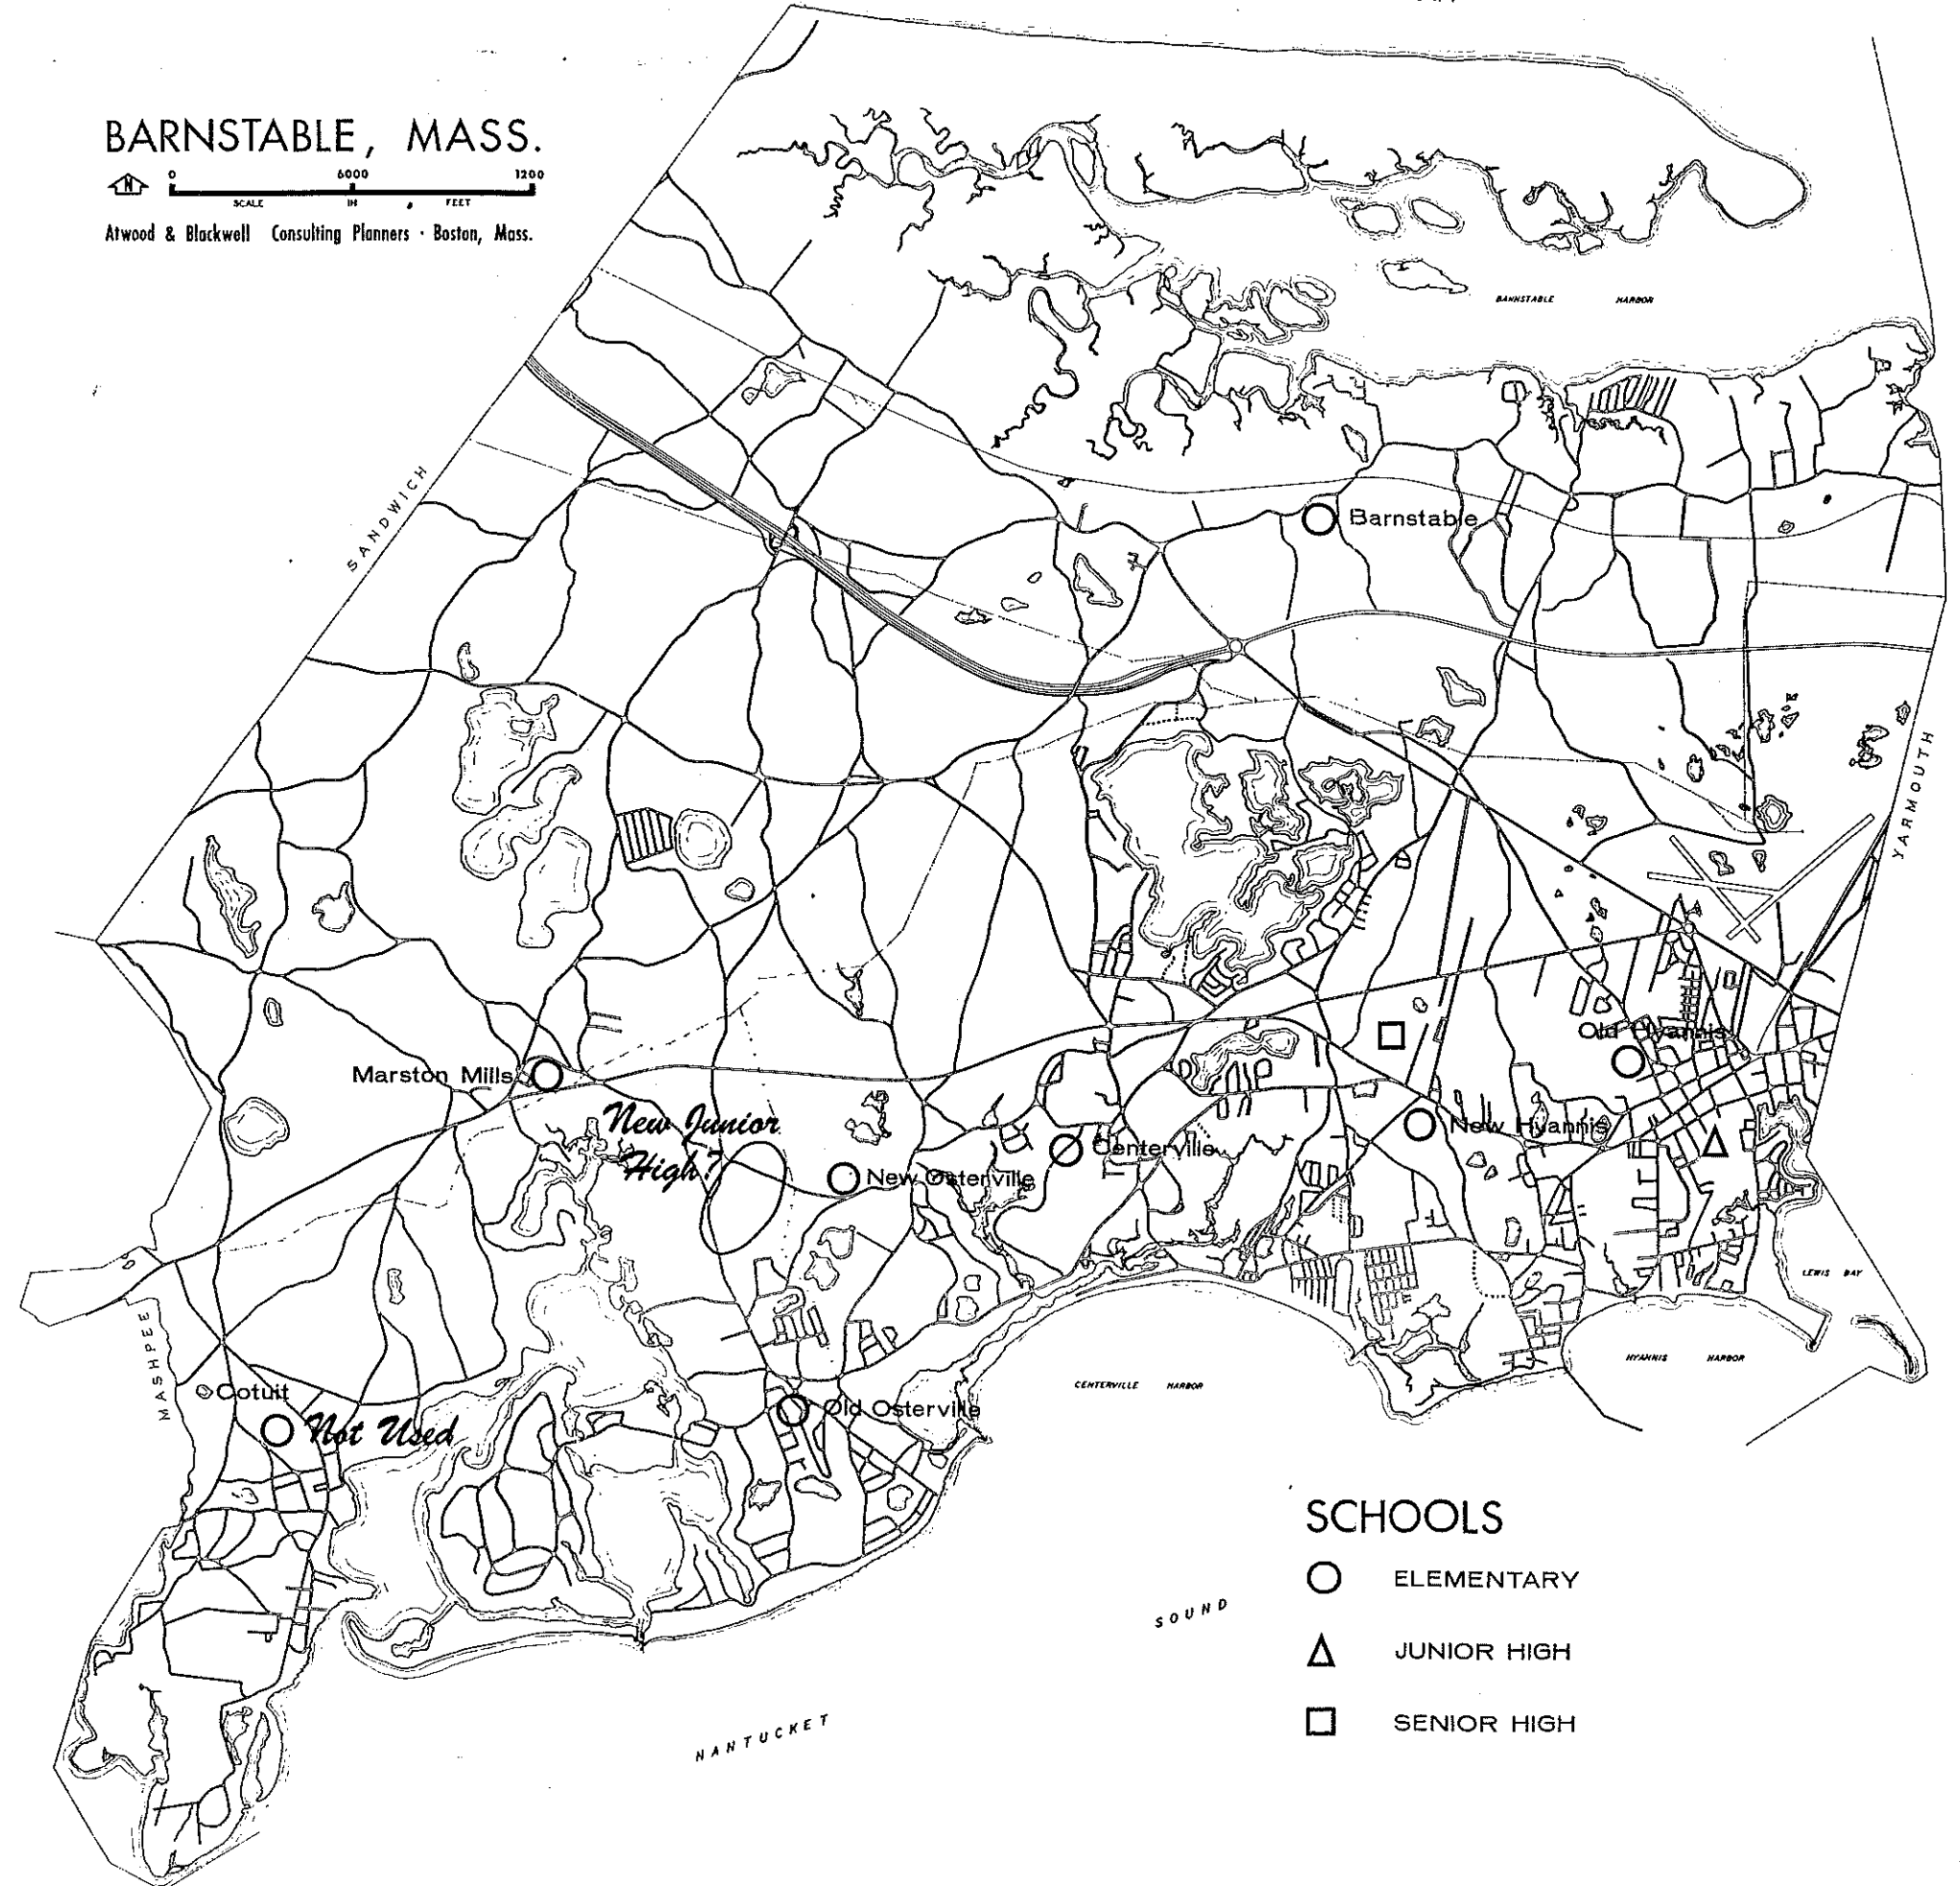 BARNSTABLE, MASS.
N
0 6000 1200
SCALE IN FEET
Atwood & Blackwell Consulting Planners · Boston, Mass.
BARNSTABLE HARBOR
SANDWICH
Barnstable
YARMOUTH
Old Hyannis
Marston Mills
New Junior
High?
New Hyannis
Centerville
New Osterville
LEWIS BAY
MASHPEE
HYANNIS HARBOR
CENTERVILLE HARBOR
Cotuit
Not Used
Old Osterville
SCHOOLS
ELEMENTARY
JUNIOR HIGH
SENIOR HIGH
NANTUCKET SOUND